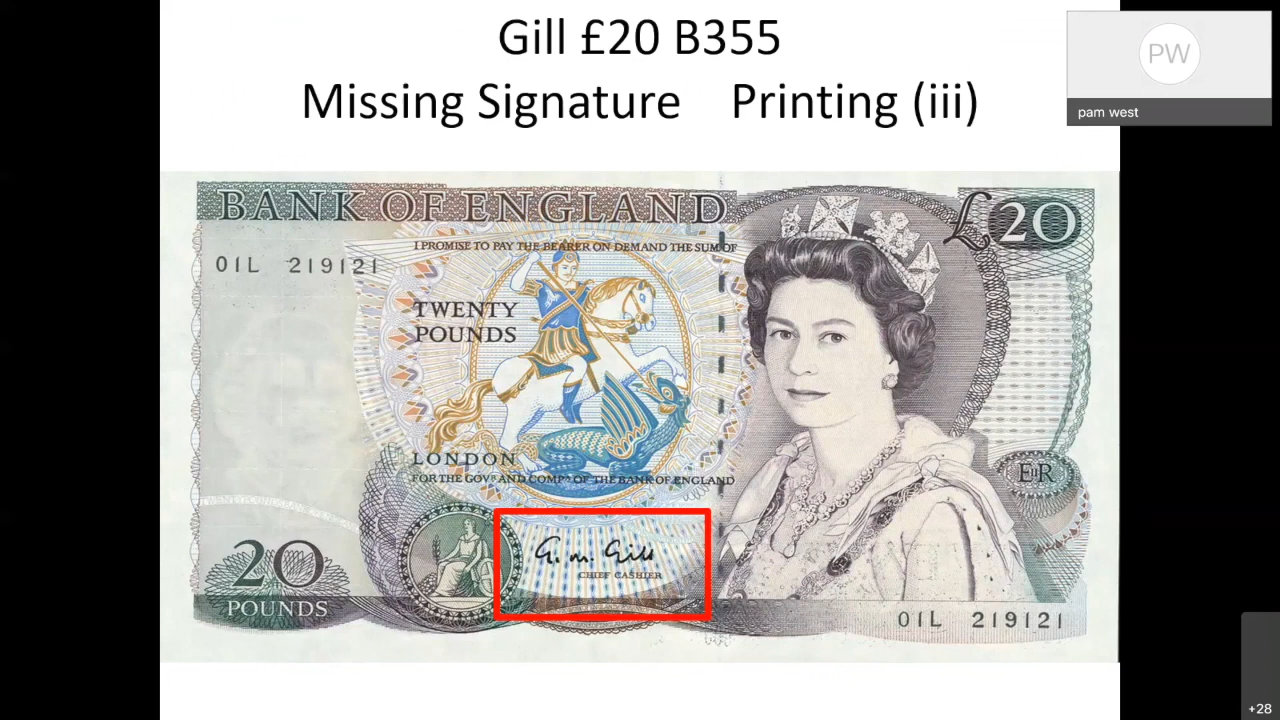 Gill £20 B355
Missing Signature Printing (iii)
PW
pam west
BANK OF ENGLAND
£20
I PROMISE TO PAY THE BEARER ON DEMAND THE SUM OF
01L 219121
TWENTY
POUNDS
LONDON
FOR THE GOVR AND COMPA OF THE BANK OF ENGLAND
ER
G. M. Gill
CHIEF CASHIER
20
POUNDS
01L 219121
+28